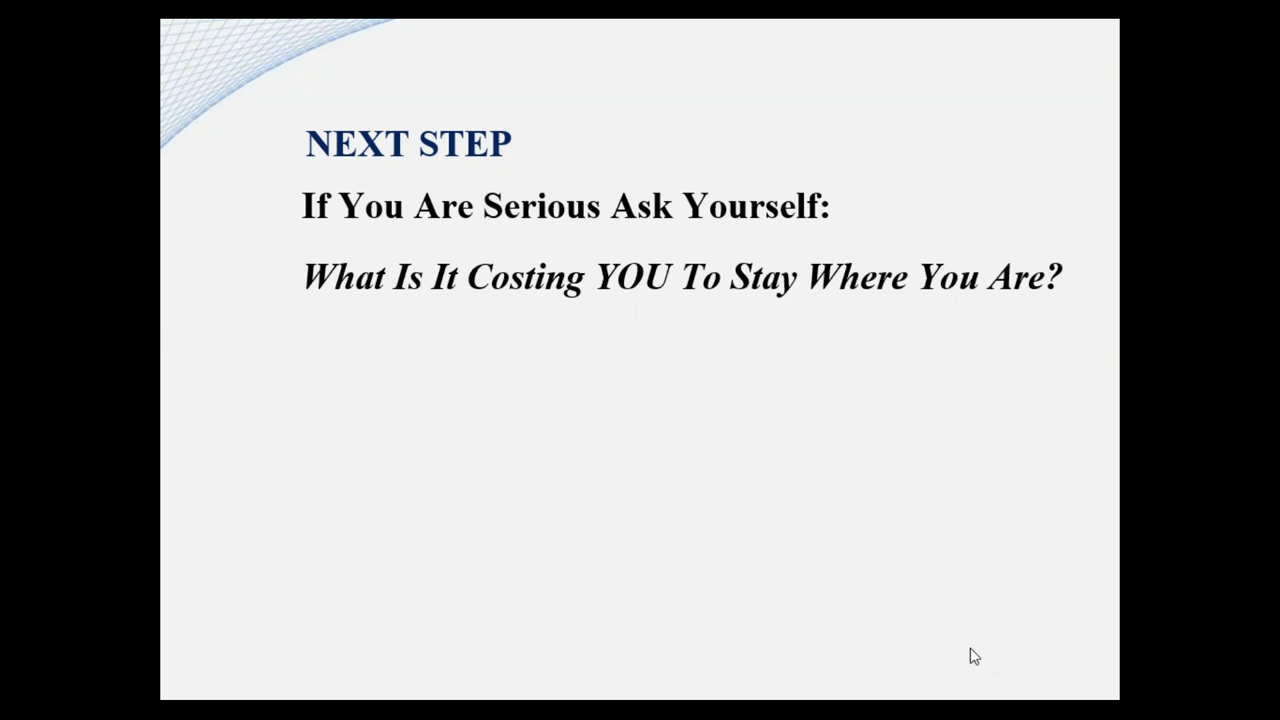 NEXT STEP
If You Are Serious Ask Yourself:
What Is It Costing YOU To Stay Where You Are?